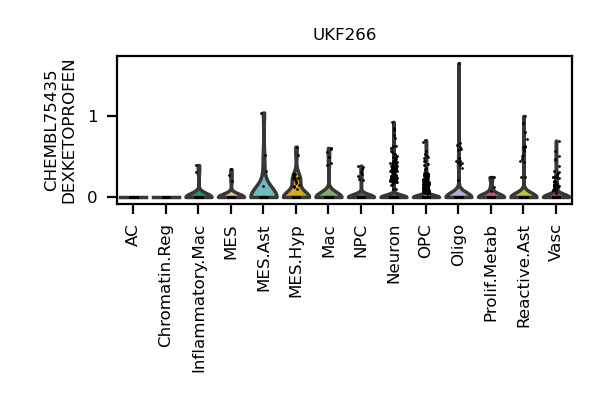 UKF266
CHEMBL75435
DEXKETOPROFEN
1
0
AC
Chromatin.Reg
Inflammatory.Mac
MES
MES.Ast
MES.Hyp
Mac
NPC
Neuron
OPC
Oligo
Prolif.Metab
Reactive.Ast
Vasc